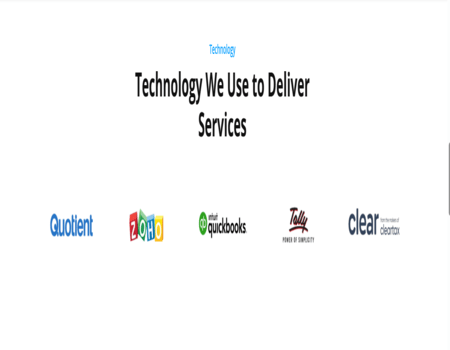 Technology
Technology We Use to Deliver
Services
Quotient
ZOHO
intuit quickbooks
Tally
POWER OF SIMPLICITY
clear from the makers of cleartax